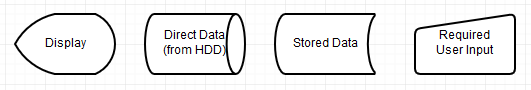 Display
Direct Data
(from HDD)
Stored Data
Required
User Input